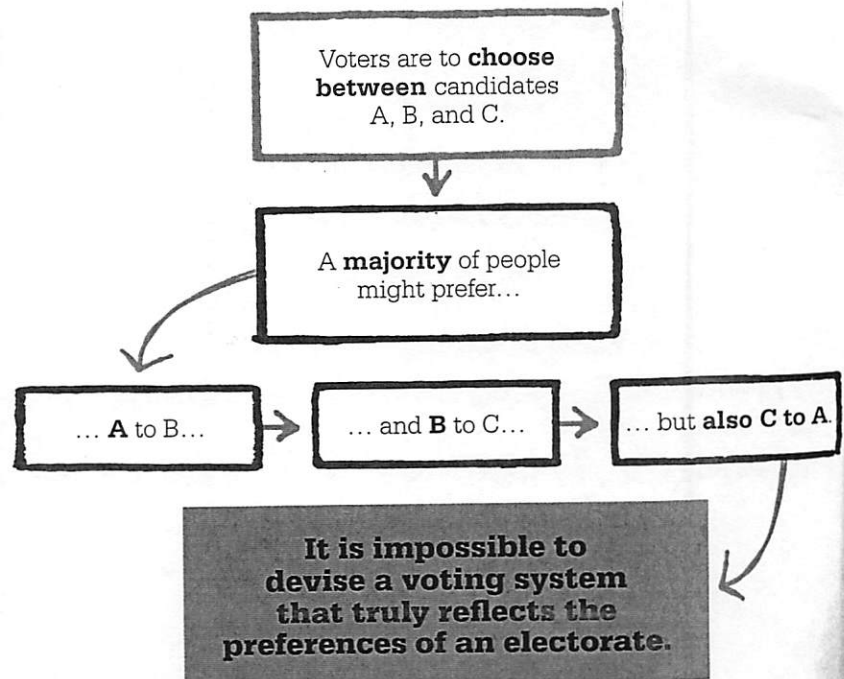 Voters are to choose
between candidates
A, B, and C.
A majority of people
might prefer...
... A to B...
... and B to C...
... but also C to A.
It is impossible to
devise a voting system
that truly reflects the
preferences of an electorate.